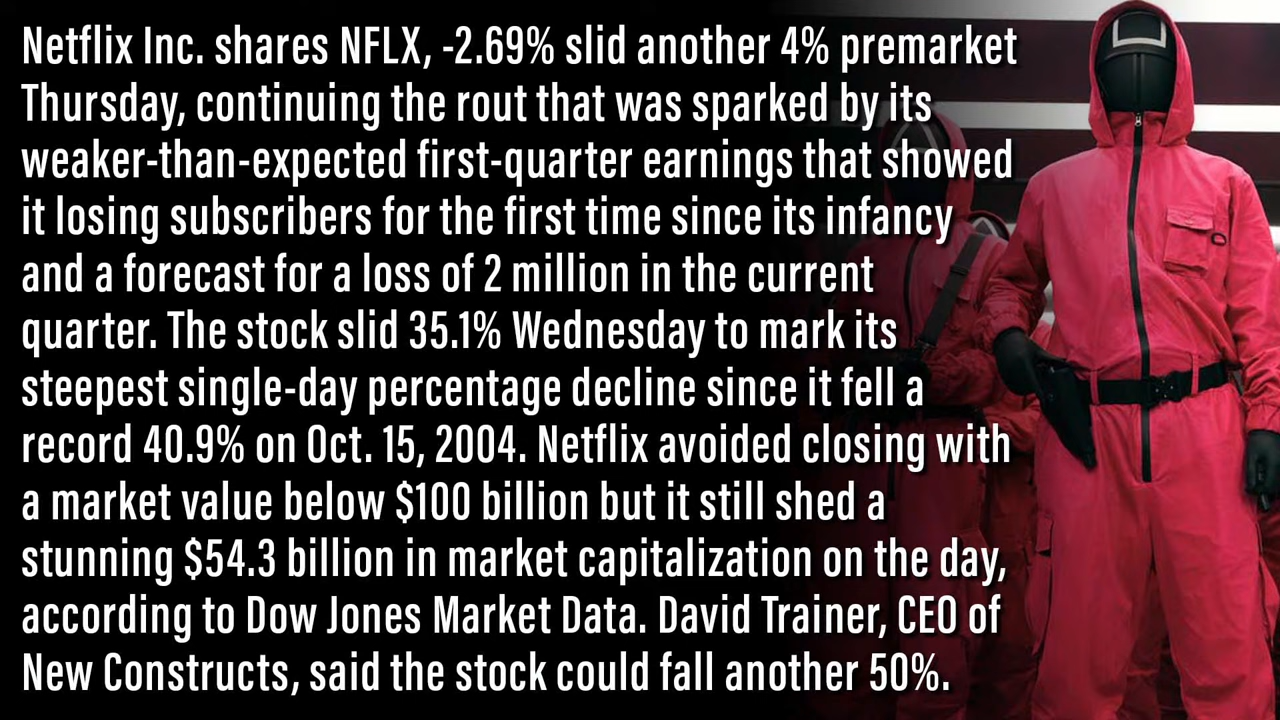 Netflix Inc. shares NFLX, -2.69% slid another 4% premarket
Thursday, continuing the rout that was sparked by its
weaker-than-expected first-quarter earnings that showed
it losing subscribers for the first time since its infancy
and a forecast for a loss of 2 million in the current
quarter. The stock slid 35.1% Wednesday to mark its
steepest single-day percentage decline since it fell a
record 40.9% on Oct. 15, 2004. Netflix avoided closing with
a market value below $100 billion but it still shed a
stunning $54.3 billion in market capitalization on the day,
according to Dow Jones Market Data. David Trainer, CEO of
New Constructs, said the stock could fall another 50%.